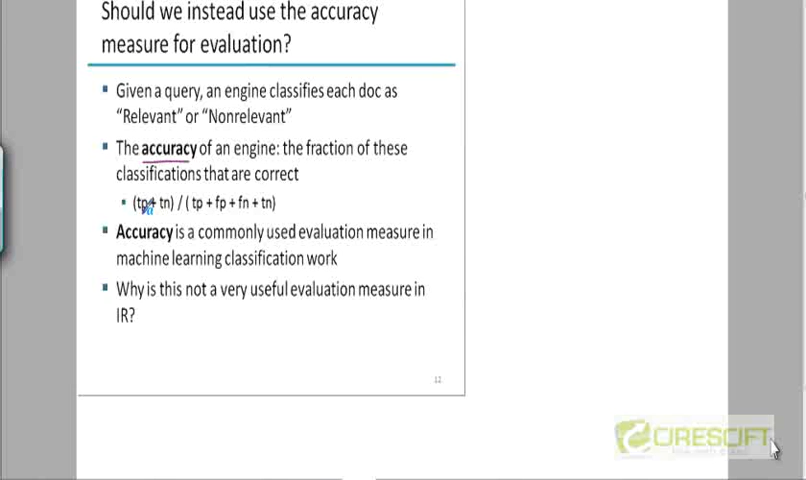 Should we instead use the accuracy
measure for evaluation?
Given a query, an engine classifies each doc as
“Relevant” or “Nonrelevant”
The accuracy of an engine: the fraction of these
classifications that are correct
(tp + tn) / ( tp + fp + fn + tn)
Accuracy is a commonly used evaluation measure in
machine learning classification work
Why is this not a very useful evaluation measure in
IR?
12